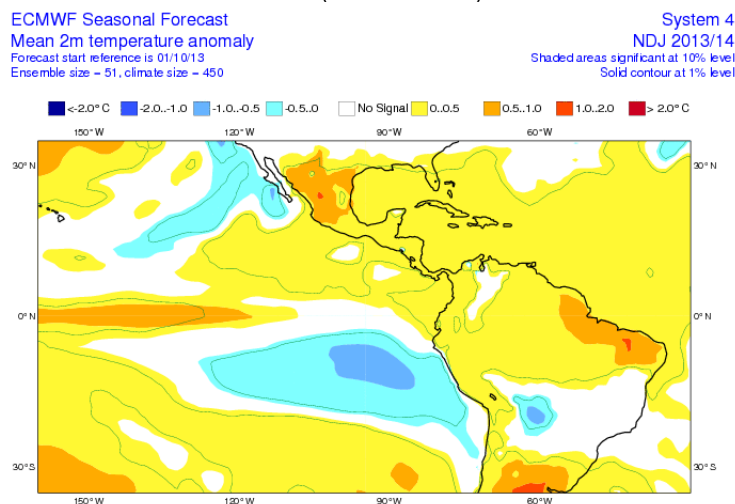 ECMWF Seasonal Forecast
System 4
Mean 2m temperature anomaly
NDJ 2013/14
Forecast start reference is 01/10/13
Shaded areas significant at 10% level
Ensemble size = 51, climate size = 450
Solid contour at 1% level
<-2.0° C -2.0..-1.0 -1.0..-0.5 -0.5..0 No Signal 0..0.5 0.5..1.0 1.0..2.0 > 2.0° C
150°W 120°W 90°W 60°W
30°N 30°N
0°N 0°N
30°S 30°S
150°W 120°W 90°W 60°W